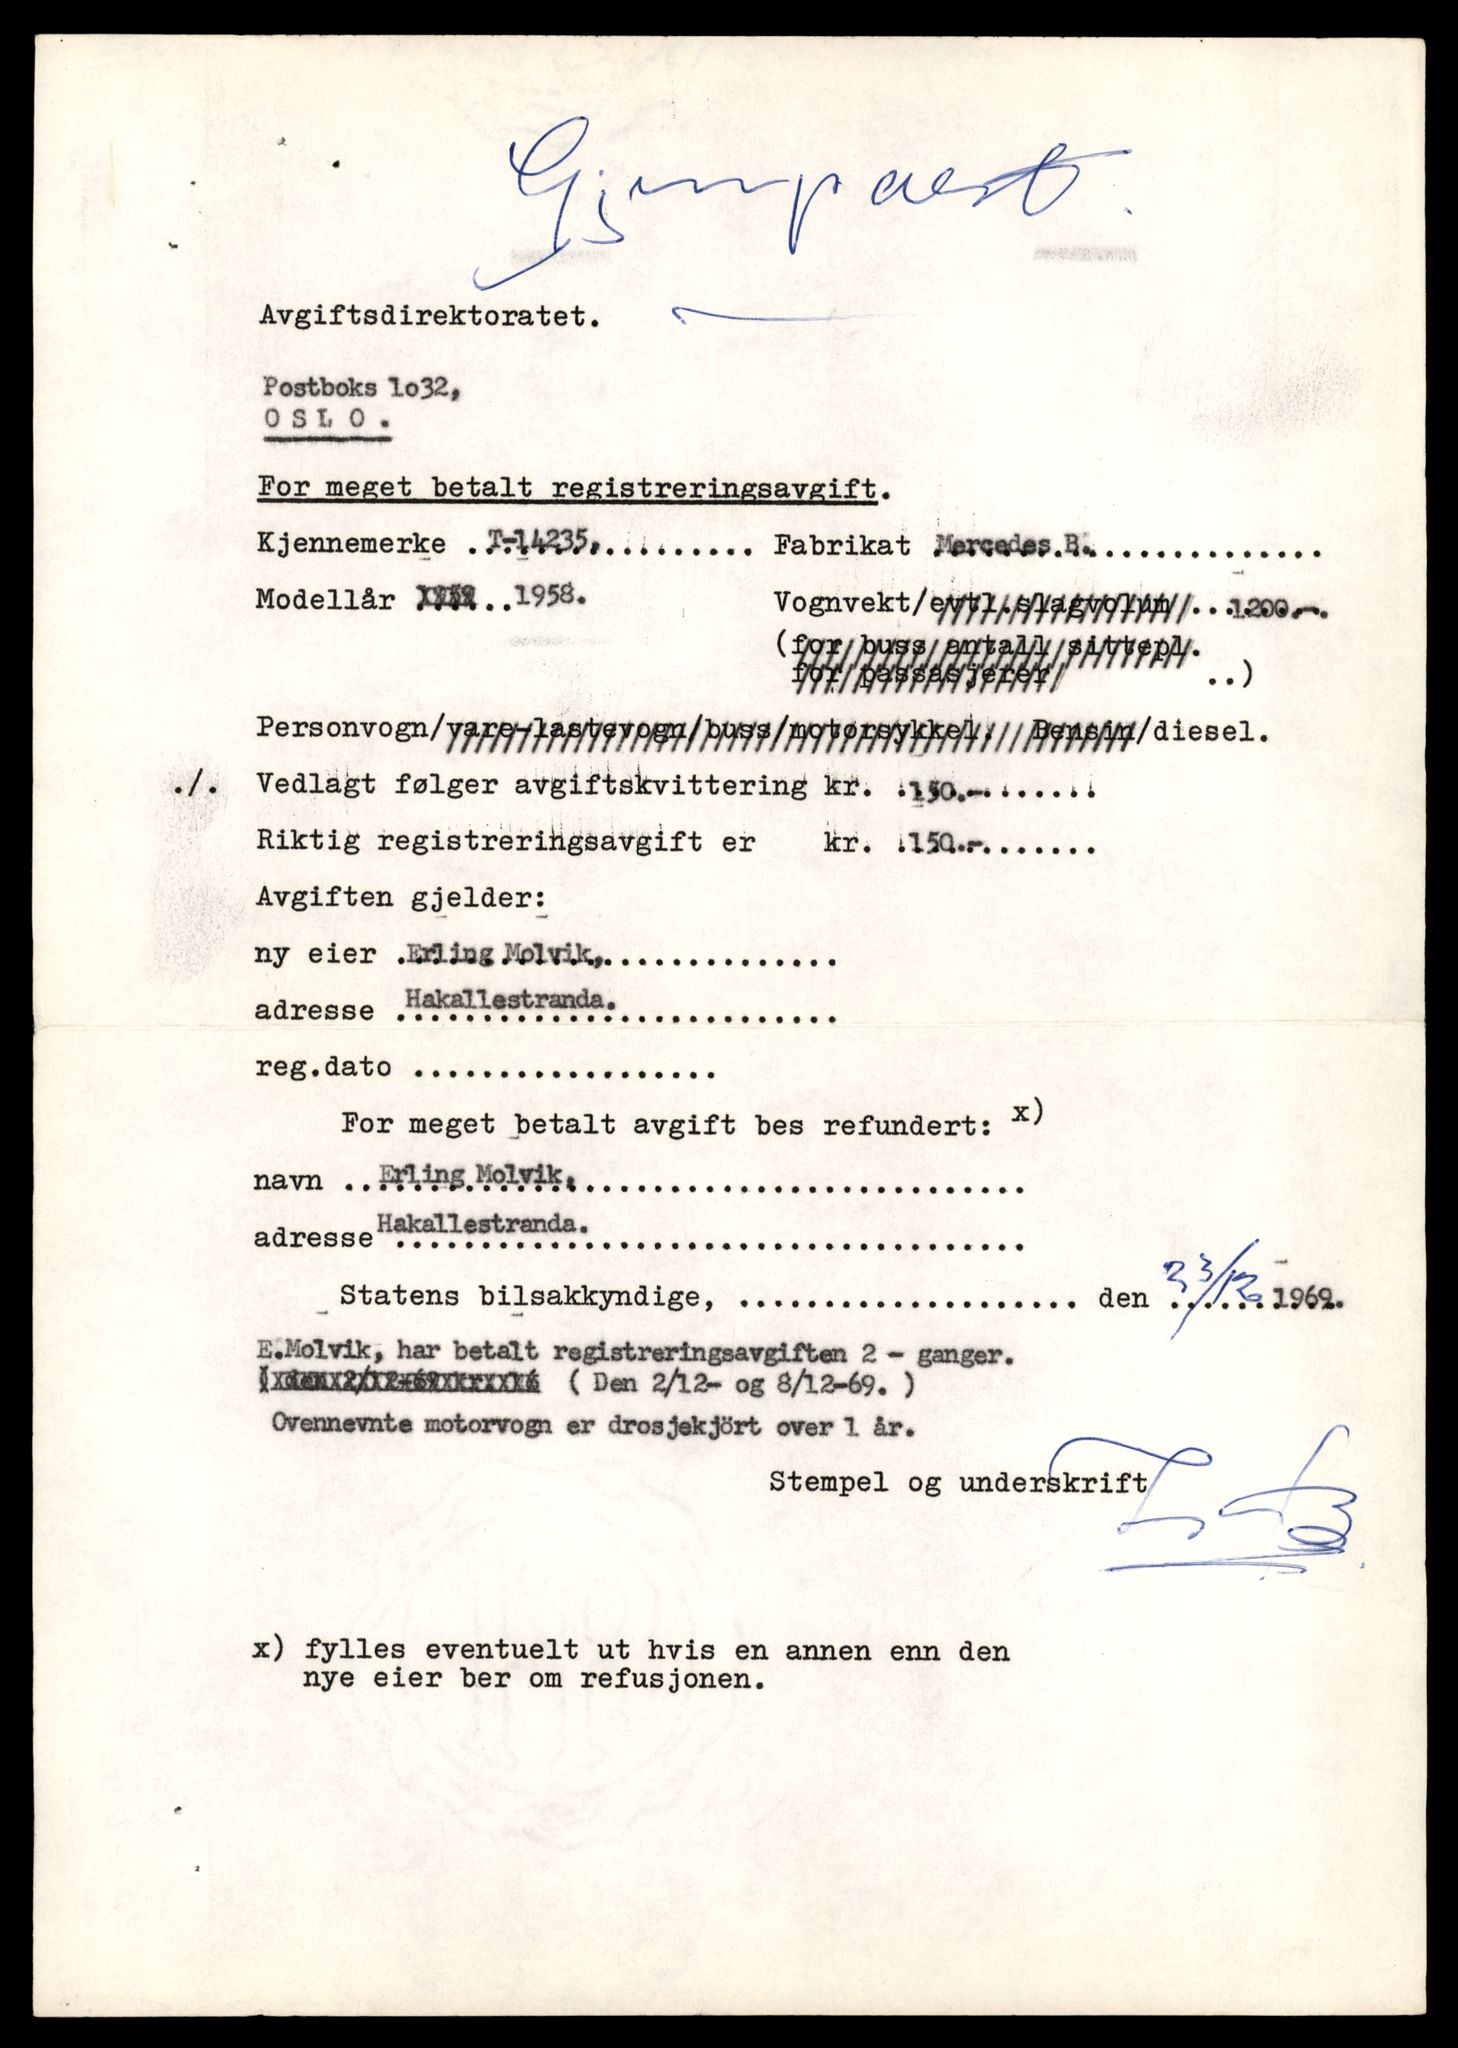 Gjenpart.
Avgiftsdirektoratet.
Postboks 1o32,
O S L O .
For meget betalt registreringsavgift.
Kjennemerke ..T-14235,............ Fabrikat Mercedes B...............
Modellår ..1958. Vognvekt/evtl.slagvolum ....1200.-.
(for buss antall sittepl.
for passasjerer ..)
Personvogn/vare-lastevogn/buss/motorsykkel. Bensin/diesel.
./. Vedlagt følger avgiftskvittering kr. .150.-.......
Riktig registreringsavgift er kr. .150.-.......
Avgiften gjelder:
ny eier .Erling Molvik,..............
adresse Hakallestranda.
reg.dato ..................
For meget betalt avgift bes refundert: x)
navn ..Erling Molvik,...........................
adresse Hakallestranda.
Statens bilsakkyndige, .................... den 23/12 1969.
E.Molvik, har betalt registreringsavgiften 2 - ganger.
( Den 2/12- og 8/12-69. )
Ovennevnte motorvogn er drosjekjört over 1 år.
Stempel og underskrift
x) fylles eventuelt ut hvis en annen enn den
nye eier ber om refusjonen.